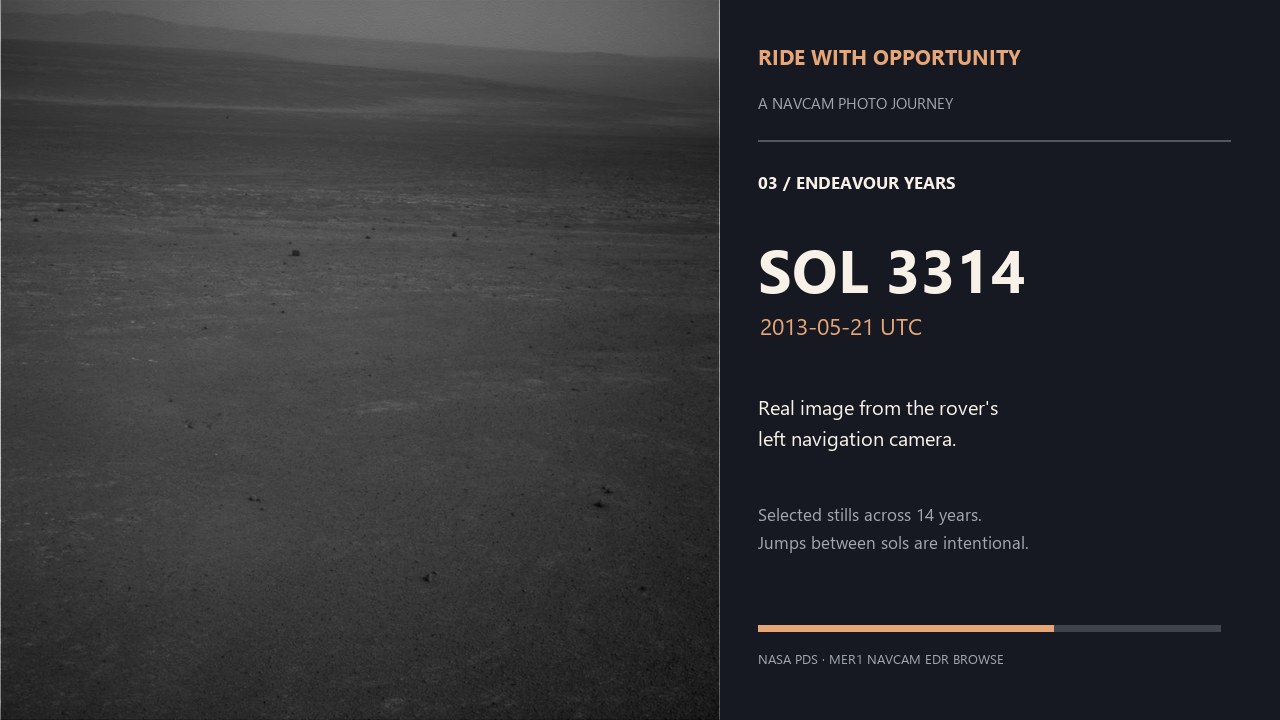 RIDE WITH OPPORTUNITY
A NAVCAM PHOTO JOURNEY
03 / ENDEAVOUR YEARS
SOL 3314
2013-05-21 UTC
Real image from the rover's
left navigation camera.
Selected stills across 14 years.
Jumps between sols are intentional.
NASA PDS · MER1 NAVCAM EDR BROWSE